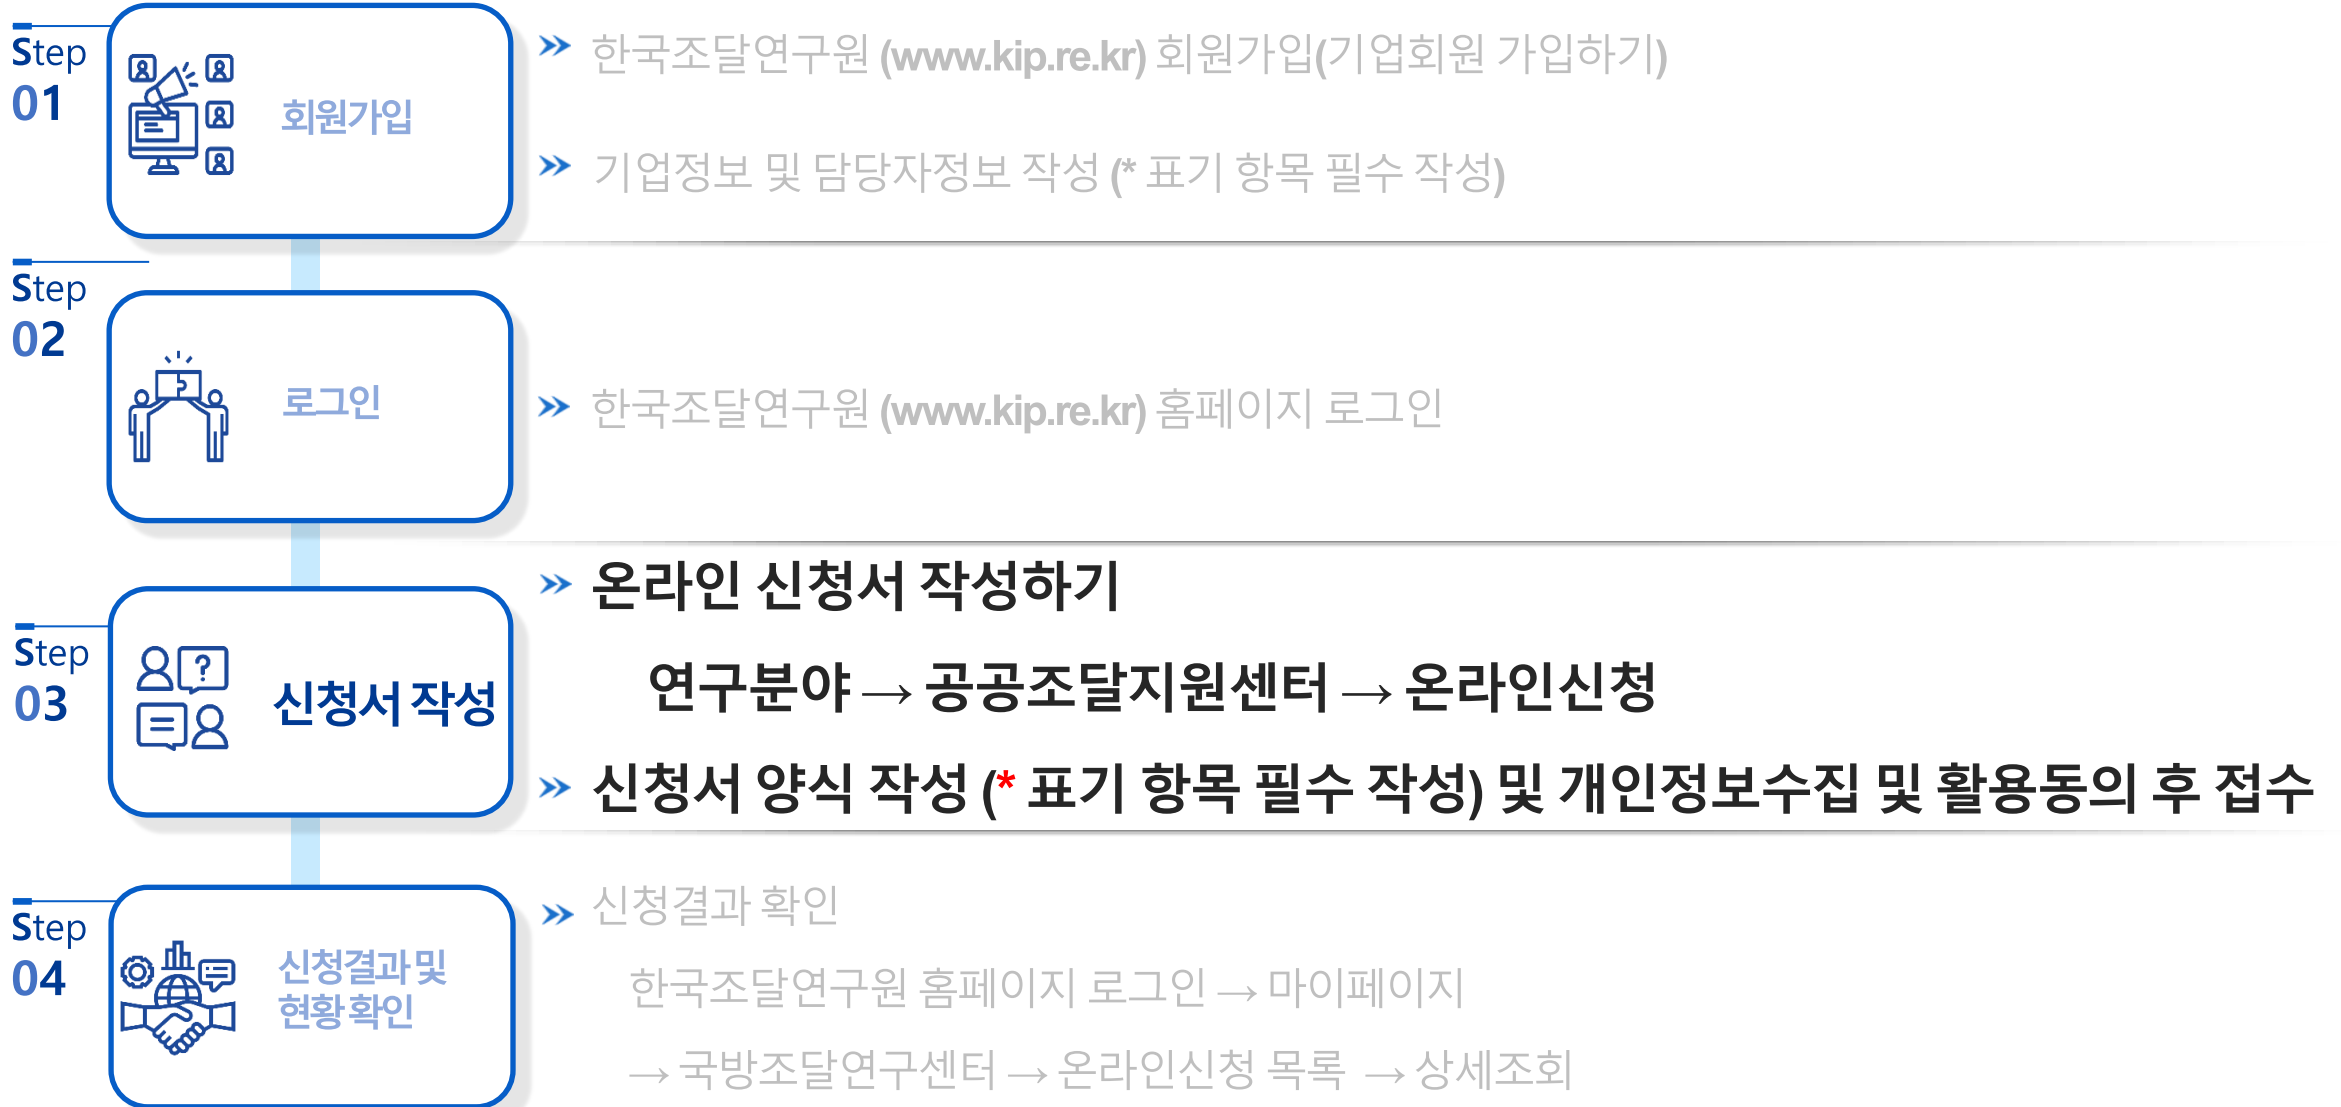 Step
01
회원가입
한국조달연구원 (www.kip.re.kr) 회원가입(기업회원 가입하기)
기업정보 및 담당자정보 작성 (* 표기 항목 필수 작성)
Step
02
로그인
한국조달연구원 (www.kip.re.kr) 홈페이지 로그인
Step
03
신청서 작성
온라인 신청서 작성하기
연구분야 → 공공조달지원센터 → 온라인신청
신청서 양식 작성 (* 표기 항목 필수 작성) 및 개인정보수집 및 활용동의 후 접수
Step
04
신청결과 및
현황 확인
신청결과 확인
한국조달연구원 홈페이지 로그인 → 마이페이지
→ 국방조달연구센터 → 온라인신청 목록 → 상세조회